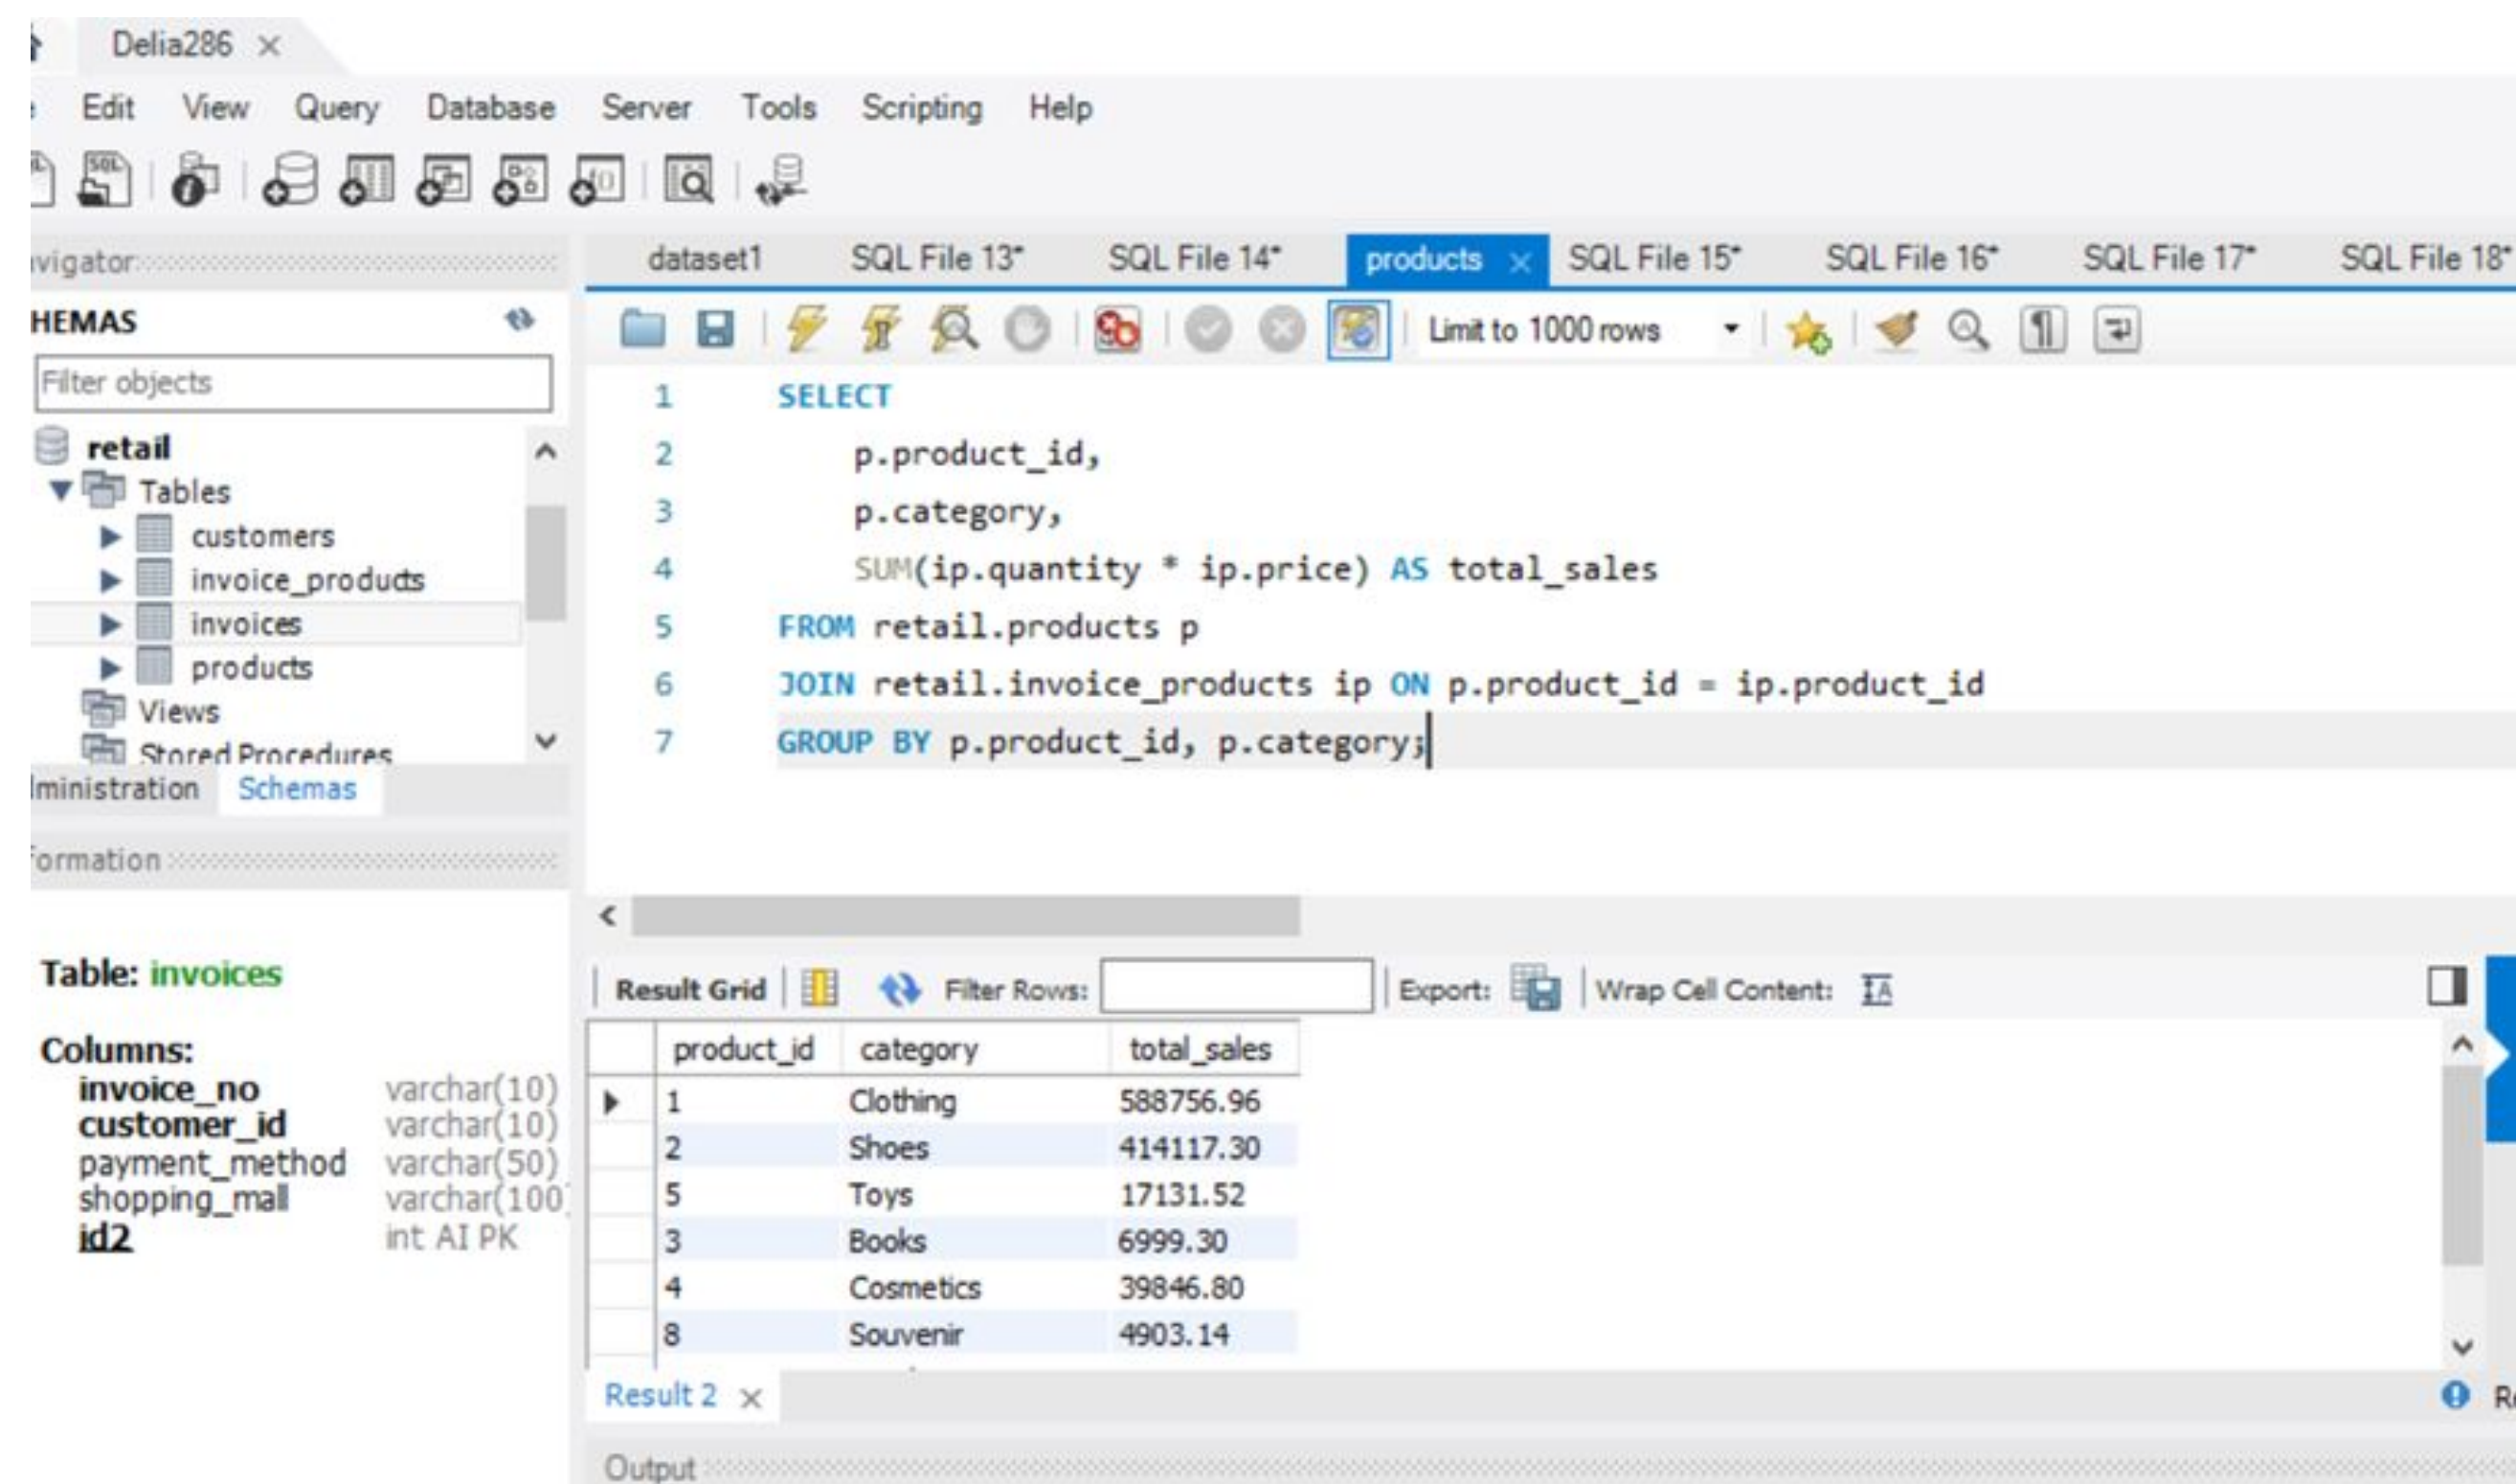 Delia286
Edit View Query Database Server Tools Scripting Help
dataset1 SQL File 13* SQL File 14* products SQL File 15* SQL File 16* SQL File 17* SQL File 18*
vigator
HEMAS
Limit to 1000 rows
Filter objects
retail
Tables
customers
invoice_products
invoices
products
Views
Stored Procedures
ministration Schemas
1 SELECT
2 p.product_id,
3 p.category,
4 SUM(ip.quantity * ip.price) AS total_sales
5 FROM retail.products p
6 JOIN retail.invoice_products ip ON p.product_id = ip.product_id
7 GROUP BY p.product_id, p.category;
formation
Table: invoices
Columns:
invoice_no varchar(10)
customer_id varchar(10)
payment_method varchar(50)
shopping_mall varchar(100)
id2 int AI PK
Result Grid Filter Rows: Export: Wrap Cell Content:
product_id category total_sales
1 Clothing 588756.96
2 Shoes 414117.30
5 Toys 17131.52
3 Books 6999.30
4 Cosmetics 39846.80
8 Souvenir 4903.14
Result 2
Output